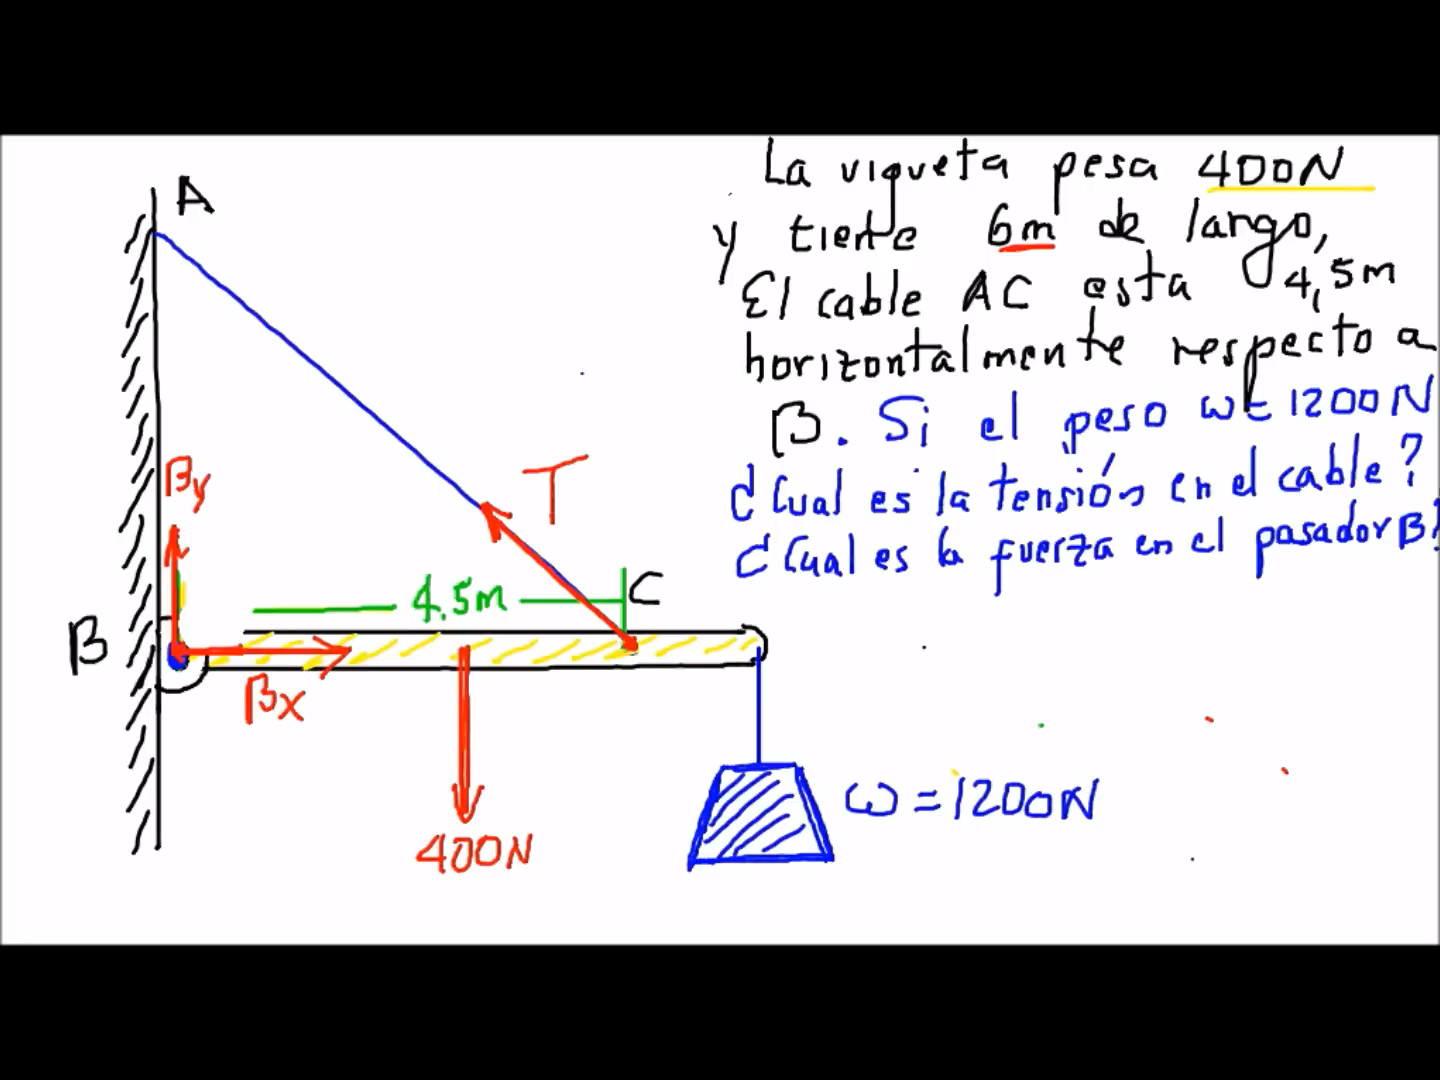 La vigueta pesa 400N
y tiene 6m de largo,
El cable AC esta 4,5m
horizontalmente respecto a
B. Si el peso ω=1200N
¿Cual es la tensión en el cable?
¿Cual es la fuerza en el pasador B?
A
By
T
4.5m
C
B
Bx
ω=1200N
400N